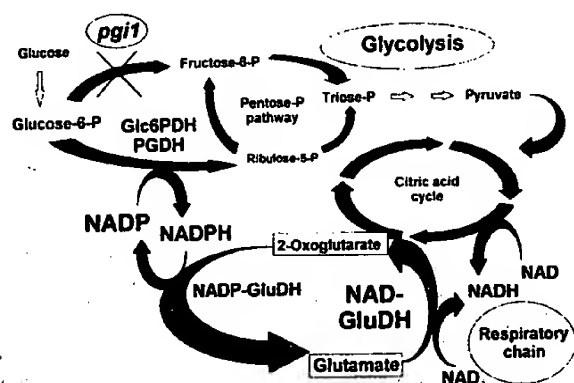 pgi1
Glucose
Glycolysis
Fructose-6-P
Pentose-P
pathway
Triose-P
Pyruvate
Glucose-6-P
Glc6PDH
PGDH
Ribulose-5-P
Citric acid
cycle
NADP
NADPH
2-Oxoglutarate
NAD
NADP-GluDH
NAD-
GluDH
NADH
Respiratory
chain
Glutamate
NAD